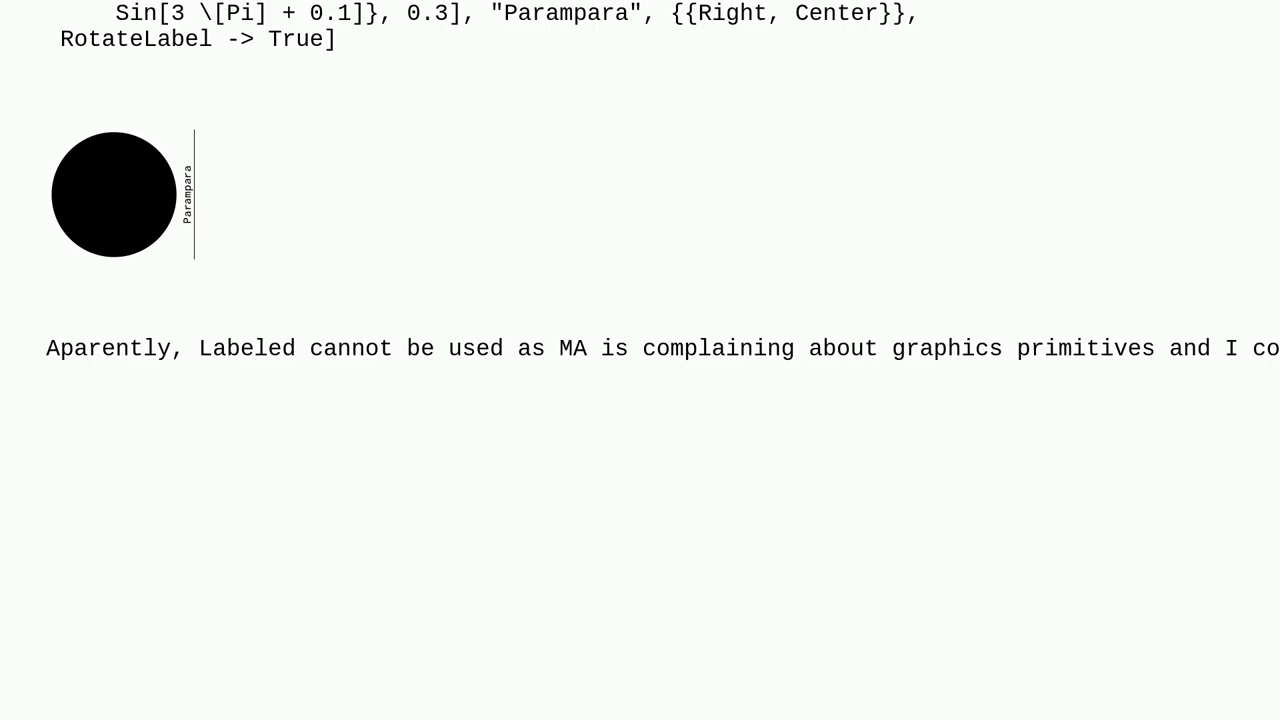 Sin[3 \[Pi] + 0.1]}, 0.3], "Parampara", {{Right, Center}},
RotateLabel -> True]
Parampara
Aparently, Labeled cannot be used as MA is complaining about graphics primitives and I co